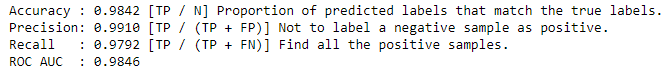 Accuracy : 0.9842 [TP / N] Proportion of predicted labels that match the true labels.
Precision: 0.9910 [TP / (TP + FP)] Not to label a negative sample as positive.
Recall   : 0.9792 [TP / (TP + FN)] Find all the positive samples.
ROC AUC  : 0.9846